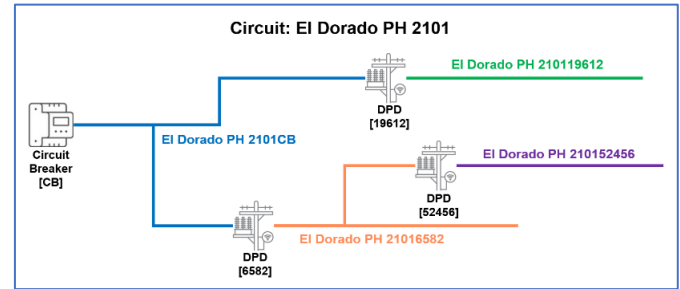 Circuit: El Dorado PH 2101
El Dorado PH 210119612
DPD
[19612]
El Dorado PH 2101CB
Circuit
Breaker
[CB]
El Dorado PH 210152456
DPD
[52456]
El Dorado PH 21016582
DPD
[6582]